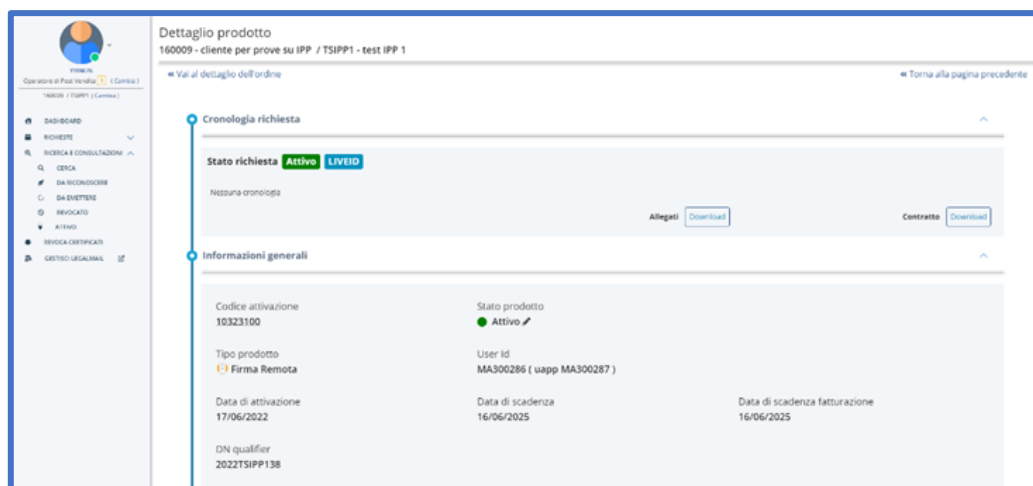 Dettaglio prodotto
160009 - cliente per prove su IPP / TSIPP1 - test IPP 1
« Vai al dettaglio dell'ordine
« Torna alla pagina precedente
Operatore di Post Vendita ( Cambia )
160009 / TSIPP1 ( Cambia )
DASHBOARD
RICHIESTE
RICERCA E CONSULTAZIONI
CERCA
DA RICONOSCERE
DA EMETTERE
REVOCATO
ATTIVO
REVOCA CERTIFICATI
GESTISCI LEGALMAIL
Cronologia richiesta
Stato richiesta Attivo LIVEID
Nessuna cronologia
Allegati Download Contratto Download
Informazioni generali
Codice attivazione Stato prodotto
10323100 Attivo
Tipo prodotto User Id
Firma Remota MA300286 ( uapp MA300287 )
Data di attivazione Data di scadenza Data di scadenza fatturazione
17/06/2022 16/06/2025 16/06/2025
DN qualifier
2022TSIPP138